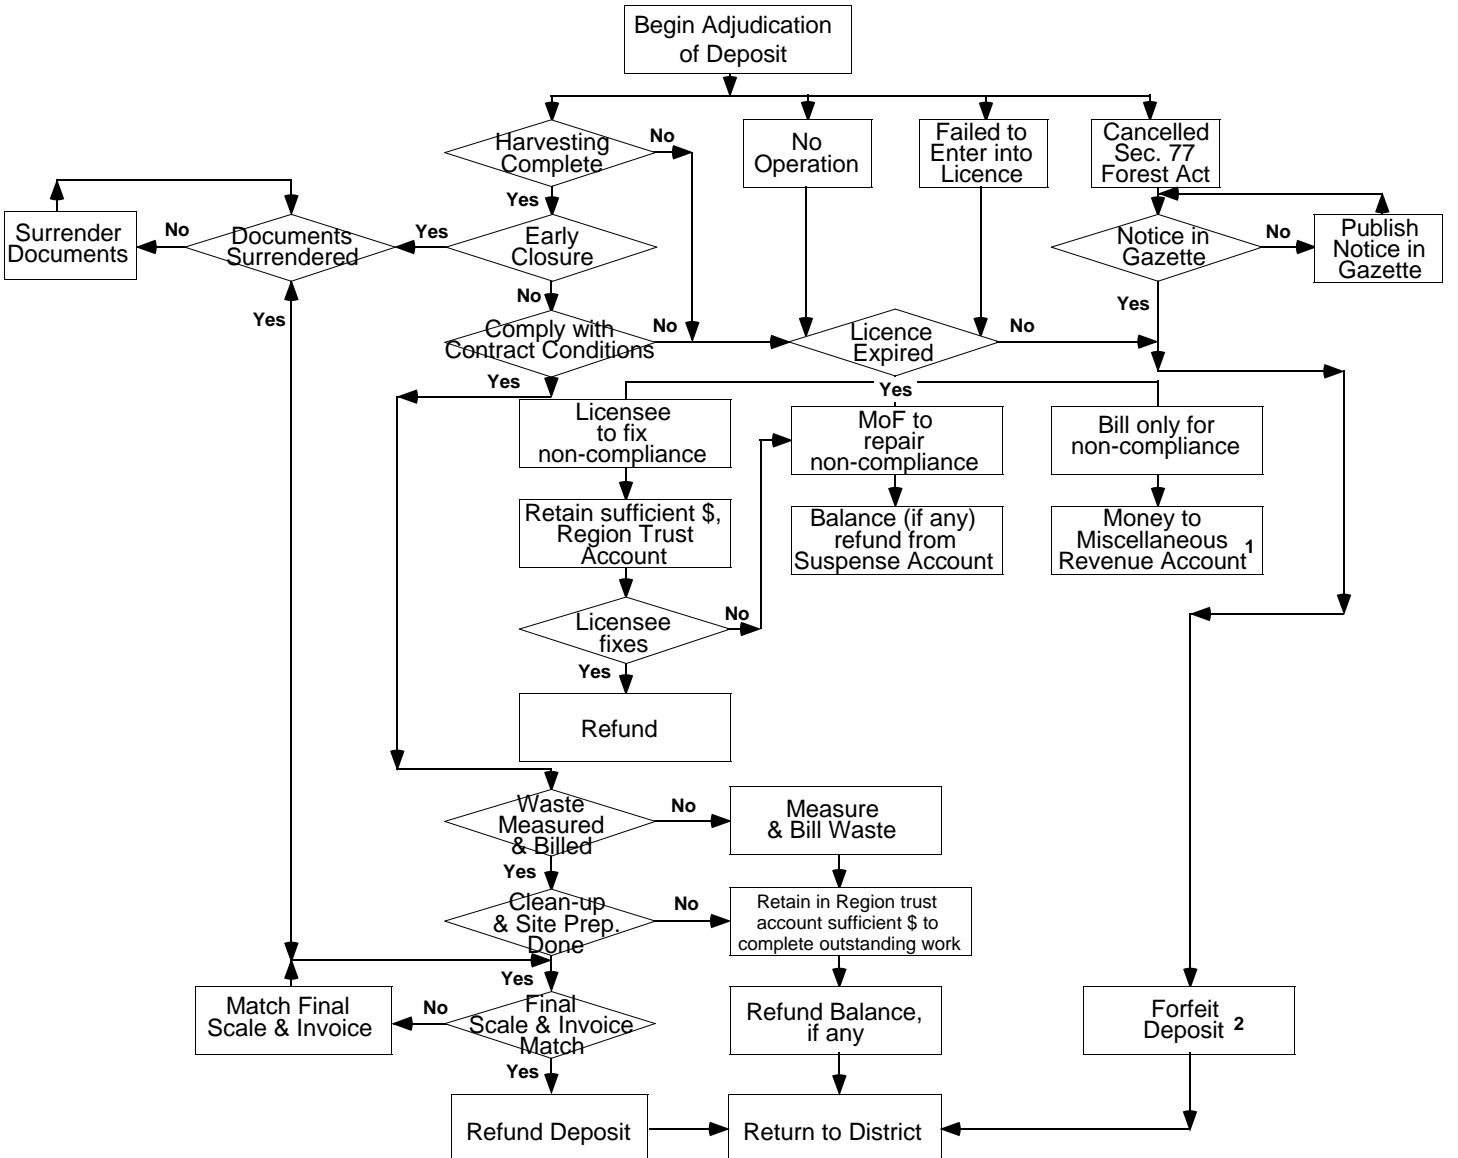 Begin Adjudication
of Deposit
Harvesting
Complete
No
No
Operation
Failed to
Enter into
Licence
Cancelled
Sec. 77
Forest Act
Yes
Surrender
Documents
No
Documents
Surrendered
Yes
Early
Closure
Notice in
Gazette
No
Publish
Notice in
Gazette
Yes
No
Yes
Comply with
Contract Conditions
No
Licence
Expired
No
Yes
Yes
Licensee
to fix
non-compliance
MoF to
repair
non-compliance
Bill only for
non-compliance
Retain sufficient $,
Region Trust
Account
Balance (if any)
refund from
Suspense Account
Money to
Miscellaneous
Revenue Account 1
Licensee
fixes
No
Yes
Refund
Waste
Measured
& Billed
No
Measure
& Bill Waste
Yes
Clean-up
& Site Prep.
Done
No
Retain in Region trust
account sufficient $ to
complete outstanding work
Yes
Match Final
Scale & Invoice
No
Final
Scale & Invoice
Match
Refund Balance,
if any
Forfeit
Deposit 2
Yes
Refund Deposit
Return to District